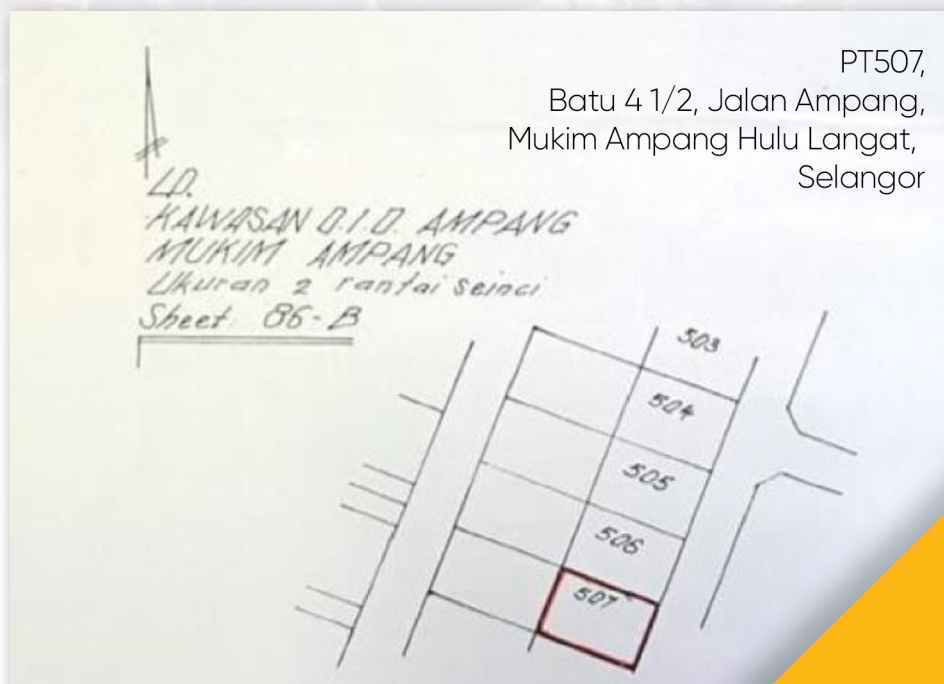 PT507,
Batu 4 1/2, Jalan Ampang,
Mukim Ampang Hulu Langat,
Selangor
LD.
KAWASAN D.I.D. AMPANG
MUKIM AMPANG
Ukuran 2 rantai seinci
Sheet 86-B
503
504
505
506
507